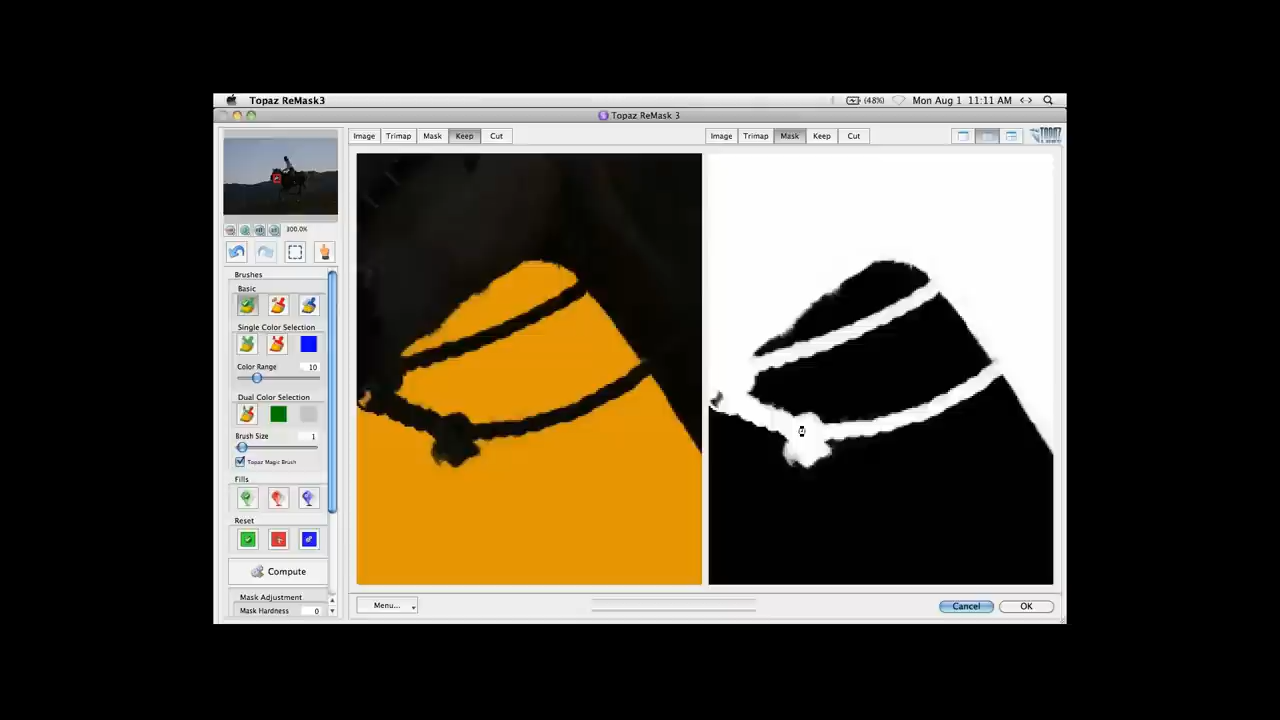 Topaz ReMask3
(48%) Mon Aug 1 11:11 AM
Topaz ReMask 3
Image Trimap Mask Keep Cut
Image Trimap Mask Keep Cut
TOPAZ
300.0%
Brushes
Basic
Single Color Selection
Color Range 10
Dual Color Selection
Brush Size 1
Topaz Magic Brush
Fills
Reset
Compute
Mask Adjustment
Mask Hardness 0
Menu...
Cancel OK